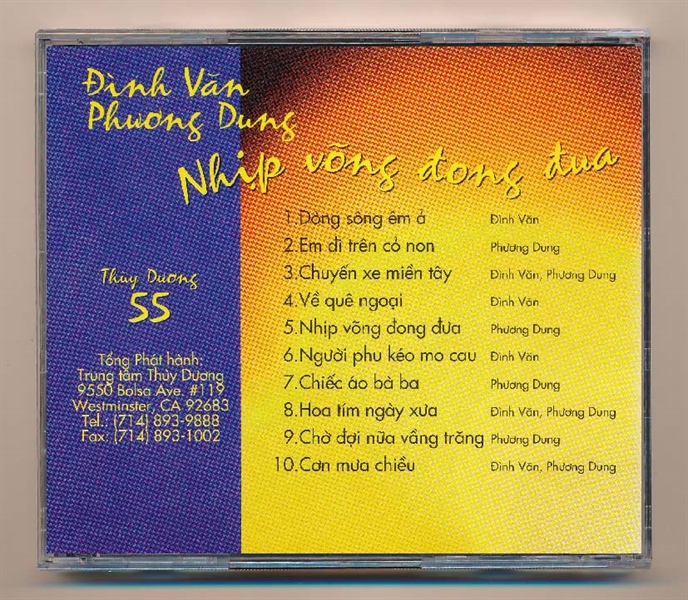 Đình Văn
Phương Dung
Nhịp võng đong đưa
1.Dòng sông êm ả Đình Văn
2.Em đi trên cỏ non Phương Dung
3.Chuyến xe miền tây Đình Văn, Phương Dung
4.Về quê ngoại Đình Văn
5.Nhịp võng đong đưa Phương Dung
6.Người phu kéo mo cau Đình Văn
7.Chiếc áo bà ba Phương Dung
8.Hoa tím ngày xưa Đình Văn, Phương Dung
9.Chờ đợi nữa vầng trăng Phương Dung
10.Cơn mưa chiều Đình Văn, Phương Dung
Thùy Dương
55
Tổng Phát hành:
Trung tâm Thùy Dương
9550 Bolsa Ave. #119
Westminster, CA 92683
Tel.: (714) 893-9888
Fax: (714) 893-1002